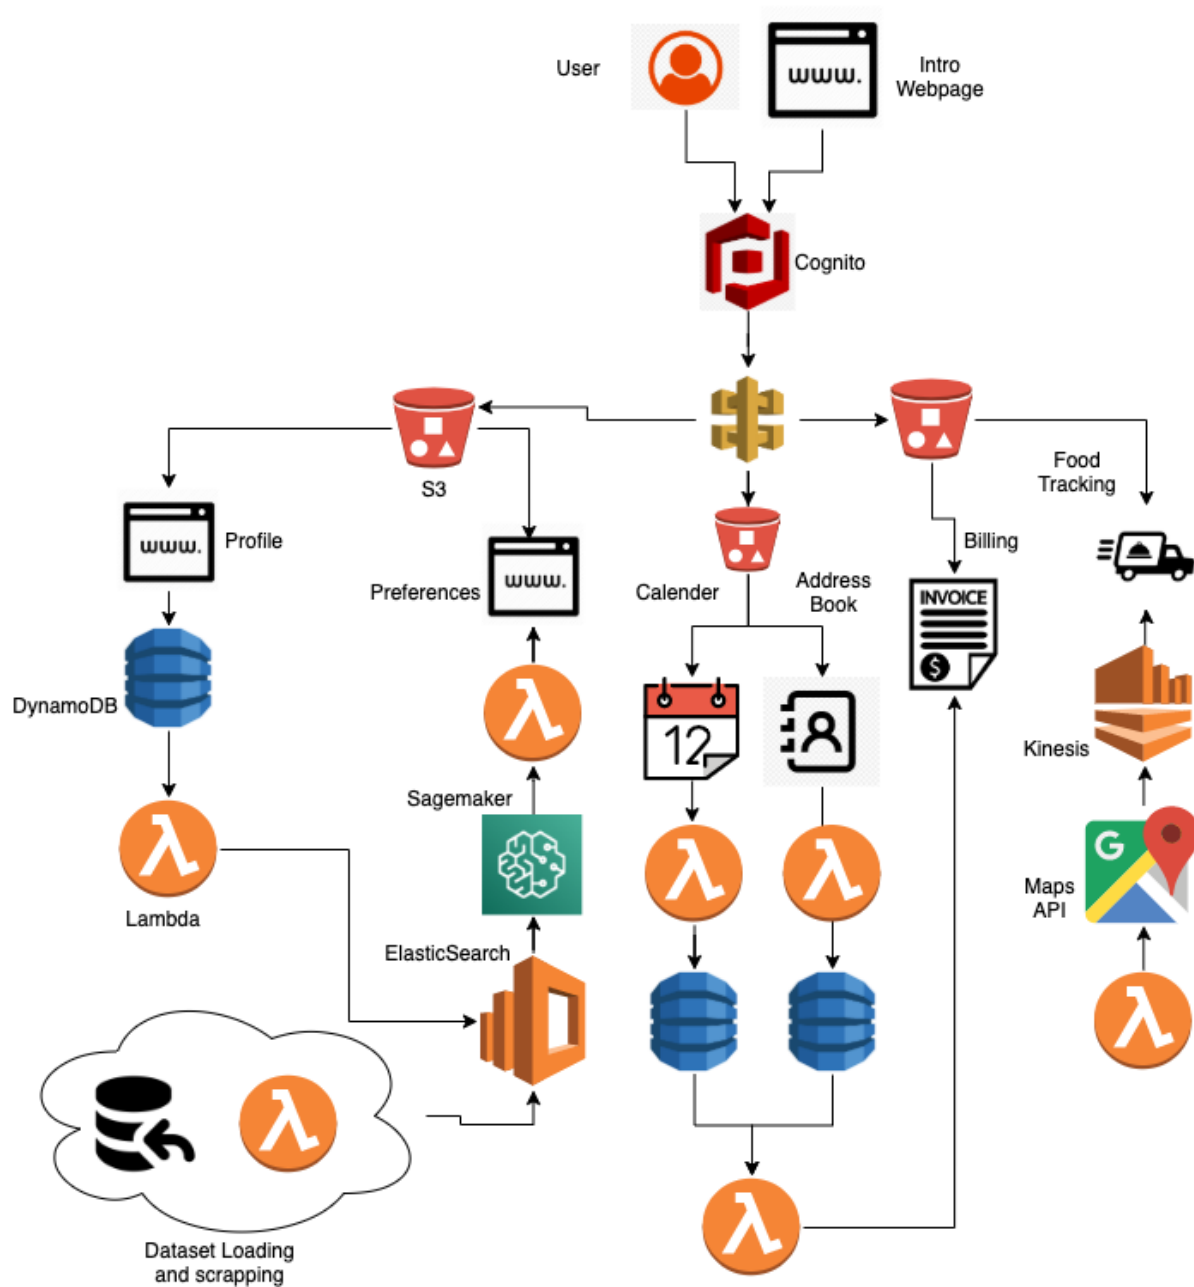 User
www.
Intro
Webpage
Cognito
S3
Food
Tracking
www.
Profile
Preferences
www.
Calender
Address
Book
Billing
INVOICE
$
DynamoDB
12
Kinesis
Sagemaker
G
Maps
API
Lambda
ElasticSearch
Dataset Loading
and scrapping